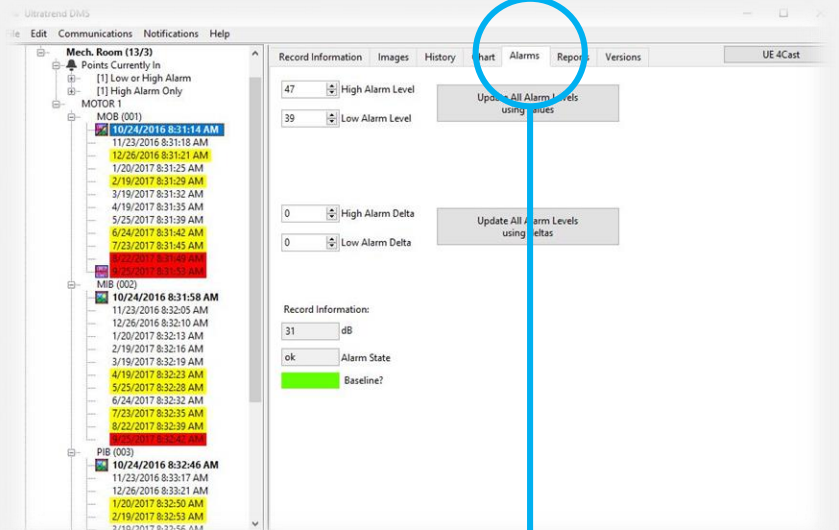 Ultratrend DMS
Edit Communications Notifications Help
Mech. Room (13/3)
Points Currently In
[1] Low or High Alarm
[1] High Alarm Only
MOTOR 1
MOB (001)
10/24/2016 8:31:14 AM
11/23/2016 8:31:18 AM
12/26/2016 8:31:21 AM
1/20/2017 8:31:25 AM
2/19/2017 8:31:29 AM
3/19/2017 8:31:32 AM
4/19/2017 8:31:35 AM
5/25/2017 8:31:39 AM
6/24/2017 8:31:42 AM
7/23/2017 8:31:45 AM
8/22/2017 8:31:49 AM
9/25/2017 8:31:53 AM
MIB (002)
10/24/2016 8:31:58 AM
11/23/2016 8:32:05 AM
12/26/2016 8:32:10 AM
1/20/2017 8:32:13 AM
2/19/2017 8:32:16 AM
3/19/2017 8:32:19 AM
4/19/2017 8:32:23 AM
5/25/2017 8:32:28 AM
6/24/2017 8:32:32 AM
7/23/2017 8:32:35 AM
8/22/2017 8:32:39 AM
9/25/2017 8:32:42 AM
PIB (003)
10/24/2016 8:32:46 AM
11/23/2016 8:33:17 AM
12/26/2016 8:33:21 AM
1/20/2017 8:32:50 AM
2/19/2017 8:32:53 AM
3/19/2017 8:32:56 AM
Record Information Images History Chart Alarms Reports Versions UE 4Cast
47 High Alarm Level
39 Low Alarm Level
Update All Alarm Levels
using Values
0 High Alarm Delta
0 Low Alarm Delta
Update All Alarm Levels
using Deltas
Record Information:
31 dB
ok Alarm State
Baseline?